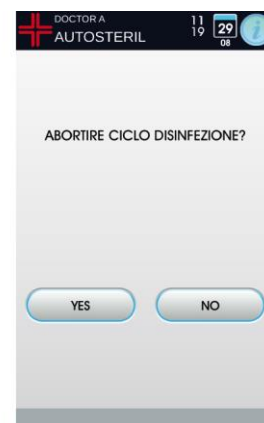 DOCTOR A
AUTOSTERIL
11
19
29
08
i
ABORTIRE CICLO DISINFEZIONE?
YES
NO